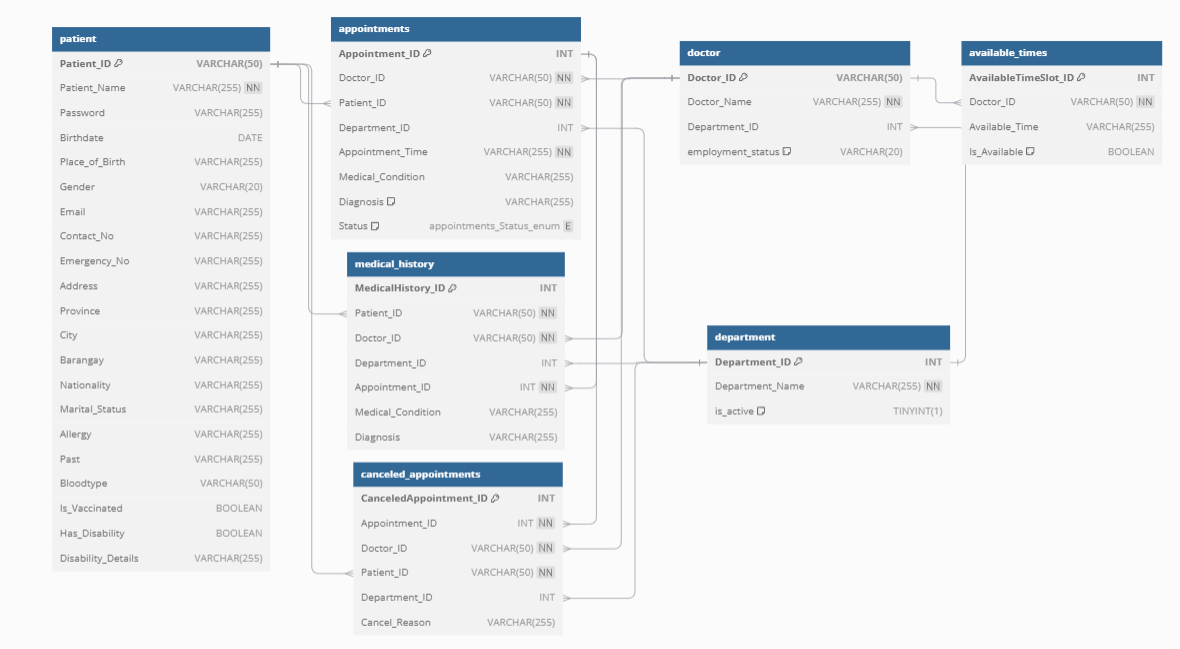 patient
Patient_ID VARCHAR(50)
Patient_Name VARCHAR(255) NN
Password VARCHAR(255)
Birthdate DATE
Place_of_Birth VARCHAR(255)
Gender VARCHAR(20)
Email VARCHAR(255)
Contact_No VARCHAR(255)
Emergency_No VARCHAR(255)
Address VARCHAR(255)
Province VARCHAR(255)
City VARCHAR(255)
Barangay VARCHAR(255)
Nationality VARCHAR(255)
Marital_Status VARCHAR(255)
Allergy VARCHAR(255)
Past VARCHAR(255)
Bloodtype VARCHAR(50)
Is_Vaccinated BOOLEAN
Has_Disability BOOLEAN
Disability_Details VARCHAR(255)
appointments
Appointment_ID INT
Doctor_ID VARCHAR(50) NN
Patient_ID VARCHAR(50) NN
Department_ID INT
Appointment_Time VARCHAR(255) NN
Medical_Condition VARCHAR(255)
Diagnosis VARCHAR(255)
Status appointments_Status_enum E
medical_history
MedicalHistory_ID INT
Patient_ID VARCHAR(50) NN
Doctor_ID VARCHAR(50) NN
Department_ID INT
Appointment_ID INT NN
Medical_Condition VARCHAR(255)
Diagnosis VARCHAR(255)
canceled_appointments
CanceledAppointment_ID INT
Appointment_ID INT NN
Doctor_ID VARCHAR(50) NN
Patient_ID VARCHAR(50) NN
Department_ID INT
Cancel_Reason VARCHAR(255)
doctor
Doctor_ID VARCHAR(50)
Doctor_Name VARCHAR(255) NN
Department_ID INT
employment_status VARCHAR(20)
available_times
AvailableTimeSlot_ID INT
Doctor_ID VARCHAR(50) NN
Available_Time VARCHAR(255)
Is_Available BOOLEAN
department
Department_ID INT
Department_Name VARCHAR(255) NN
is_active TINYINT(1)